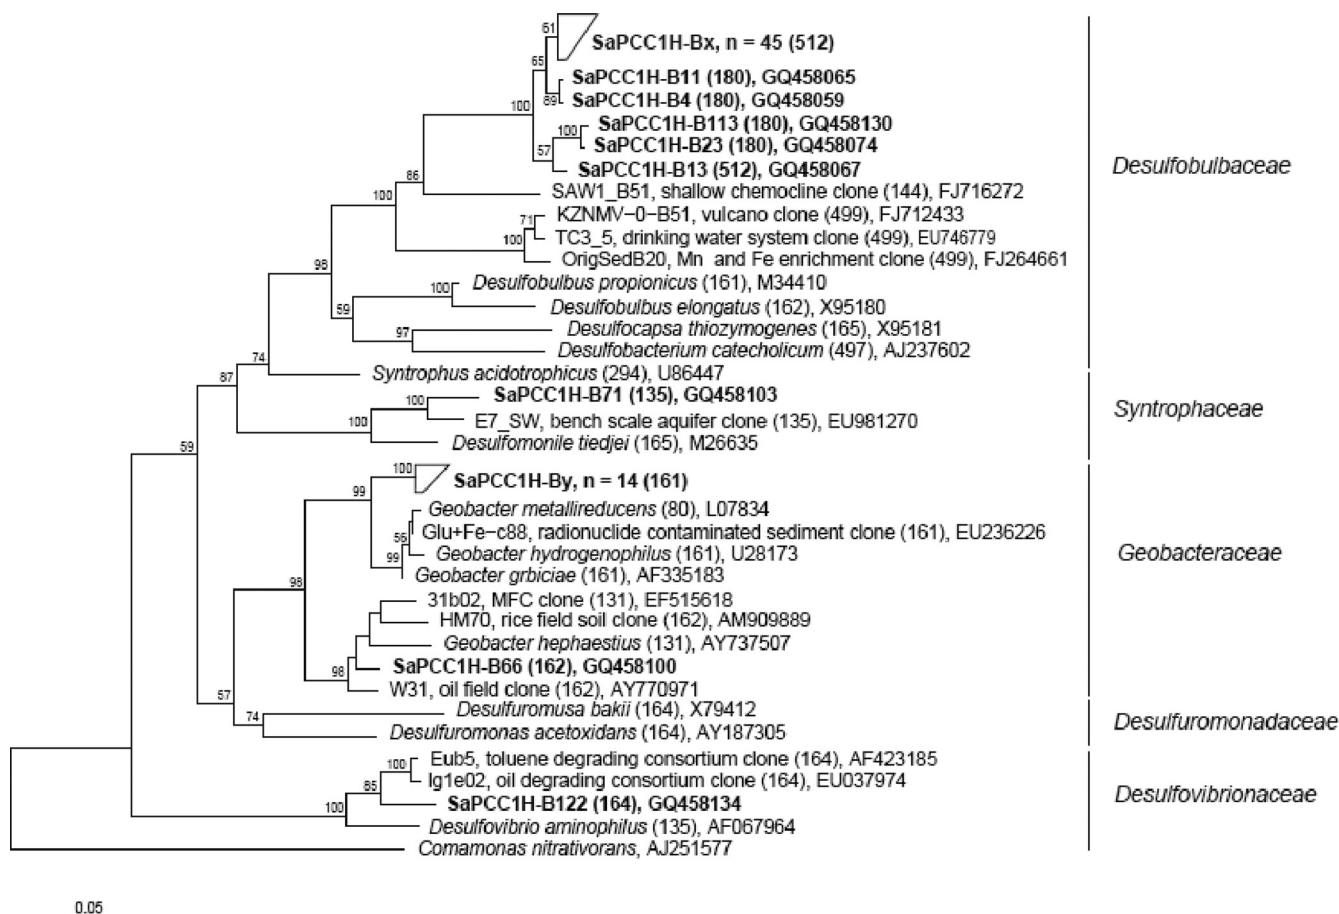 61
SaPCC1H-Bx, n = 45 (512)
65
SaPCC1H-B11 (180), GQ458065
89
SaPCC1H-B4 (180), GQ458059
100
SaPCC1H-B113 (180), GQ458130
100
SaPCC1H-B23 (180), GQ458074
57
SaPCC1H-B13 (512), GQ458067
Desulfobulbaceae
86
SAW1_B51, shallow chemocline clone (144), FJ716272
100
KZNMV-0-B51, vulcano clone (499), FJ712433
71
TC3_5, drinking water system clone (499), EU746779
100
OrigSedB20, Mn and Fe enrichment clone (499), FJ264661
98
Desulfobulbus propionicus (161), M34410
100
Desulfobulbus elongatus (162), X95180
59
Desulfocapsa thiozymogenes (165), X95181
97
Desulfobacterium catecholicum (497), AJ237602
74
Syntrophus acidotrophicus (294), U86447
87
SaPCC1H-B71 (135), GQ458103
100
Syntrophaceae
E7_SW, bench scale aquifer clone (135), EU981270
100
Desulfomonile tiedjei (165), M26635
59
100
SaPCC1H-By, n = 14 (161)
99
Geobacter metallireducens (80), L07834
Glu+Fe-c88, radionuclide contaminated sediment clone (161), EU236226
56
Geobacter hydrogenophilus (161), U28173
Geobacteraceae
99
Geobacter grbiciae (161), AF335183
98
31b02, MFC clone (131), EF515618
HM70, rice field soil clone (162), AM909889
Geobacter hephaestius (131), AY737507
SaPCC1H-B66 (162), GQ458100
98
W31, oil field clone (162), AY770971
57
Desulfuromusa bakii (164), X79412
74
Desulfuromonadaceae
Desulfuromonas acetoxidans (164), AY187305
Eub5, toluene degrading consortium clone (164), AF423185
100
Ig1e02, oil degrading consortium clone (164), EU037974
85
Desulfovibrionaceae
SaPCC1H-B122 (164), GQ458134
100
Desulfovibrio aminophilus (135), AF067964
Comamonas nitrativorans, AJ251577
0.05